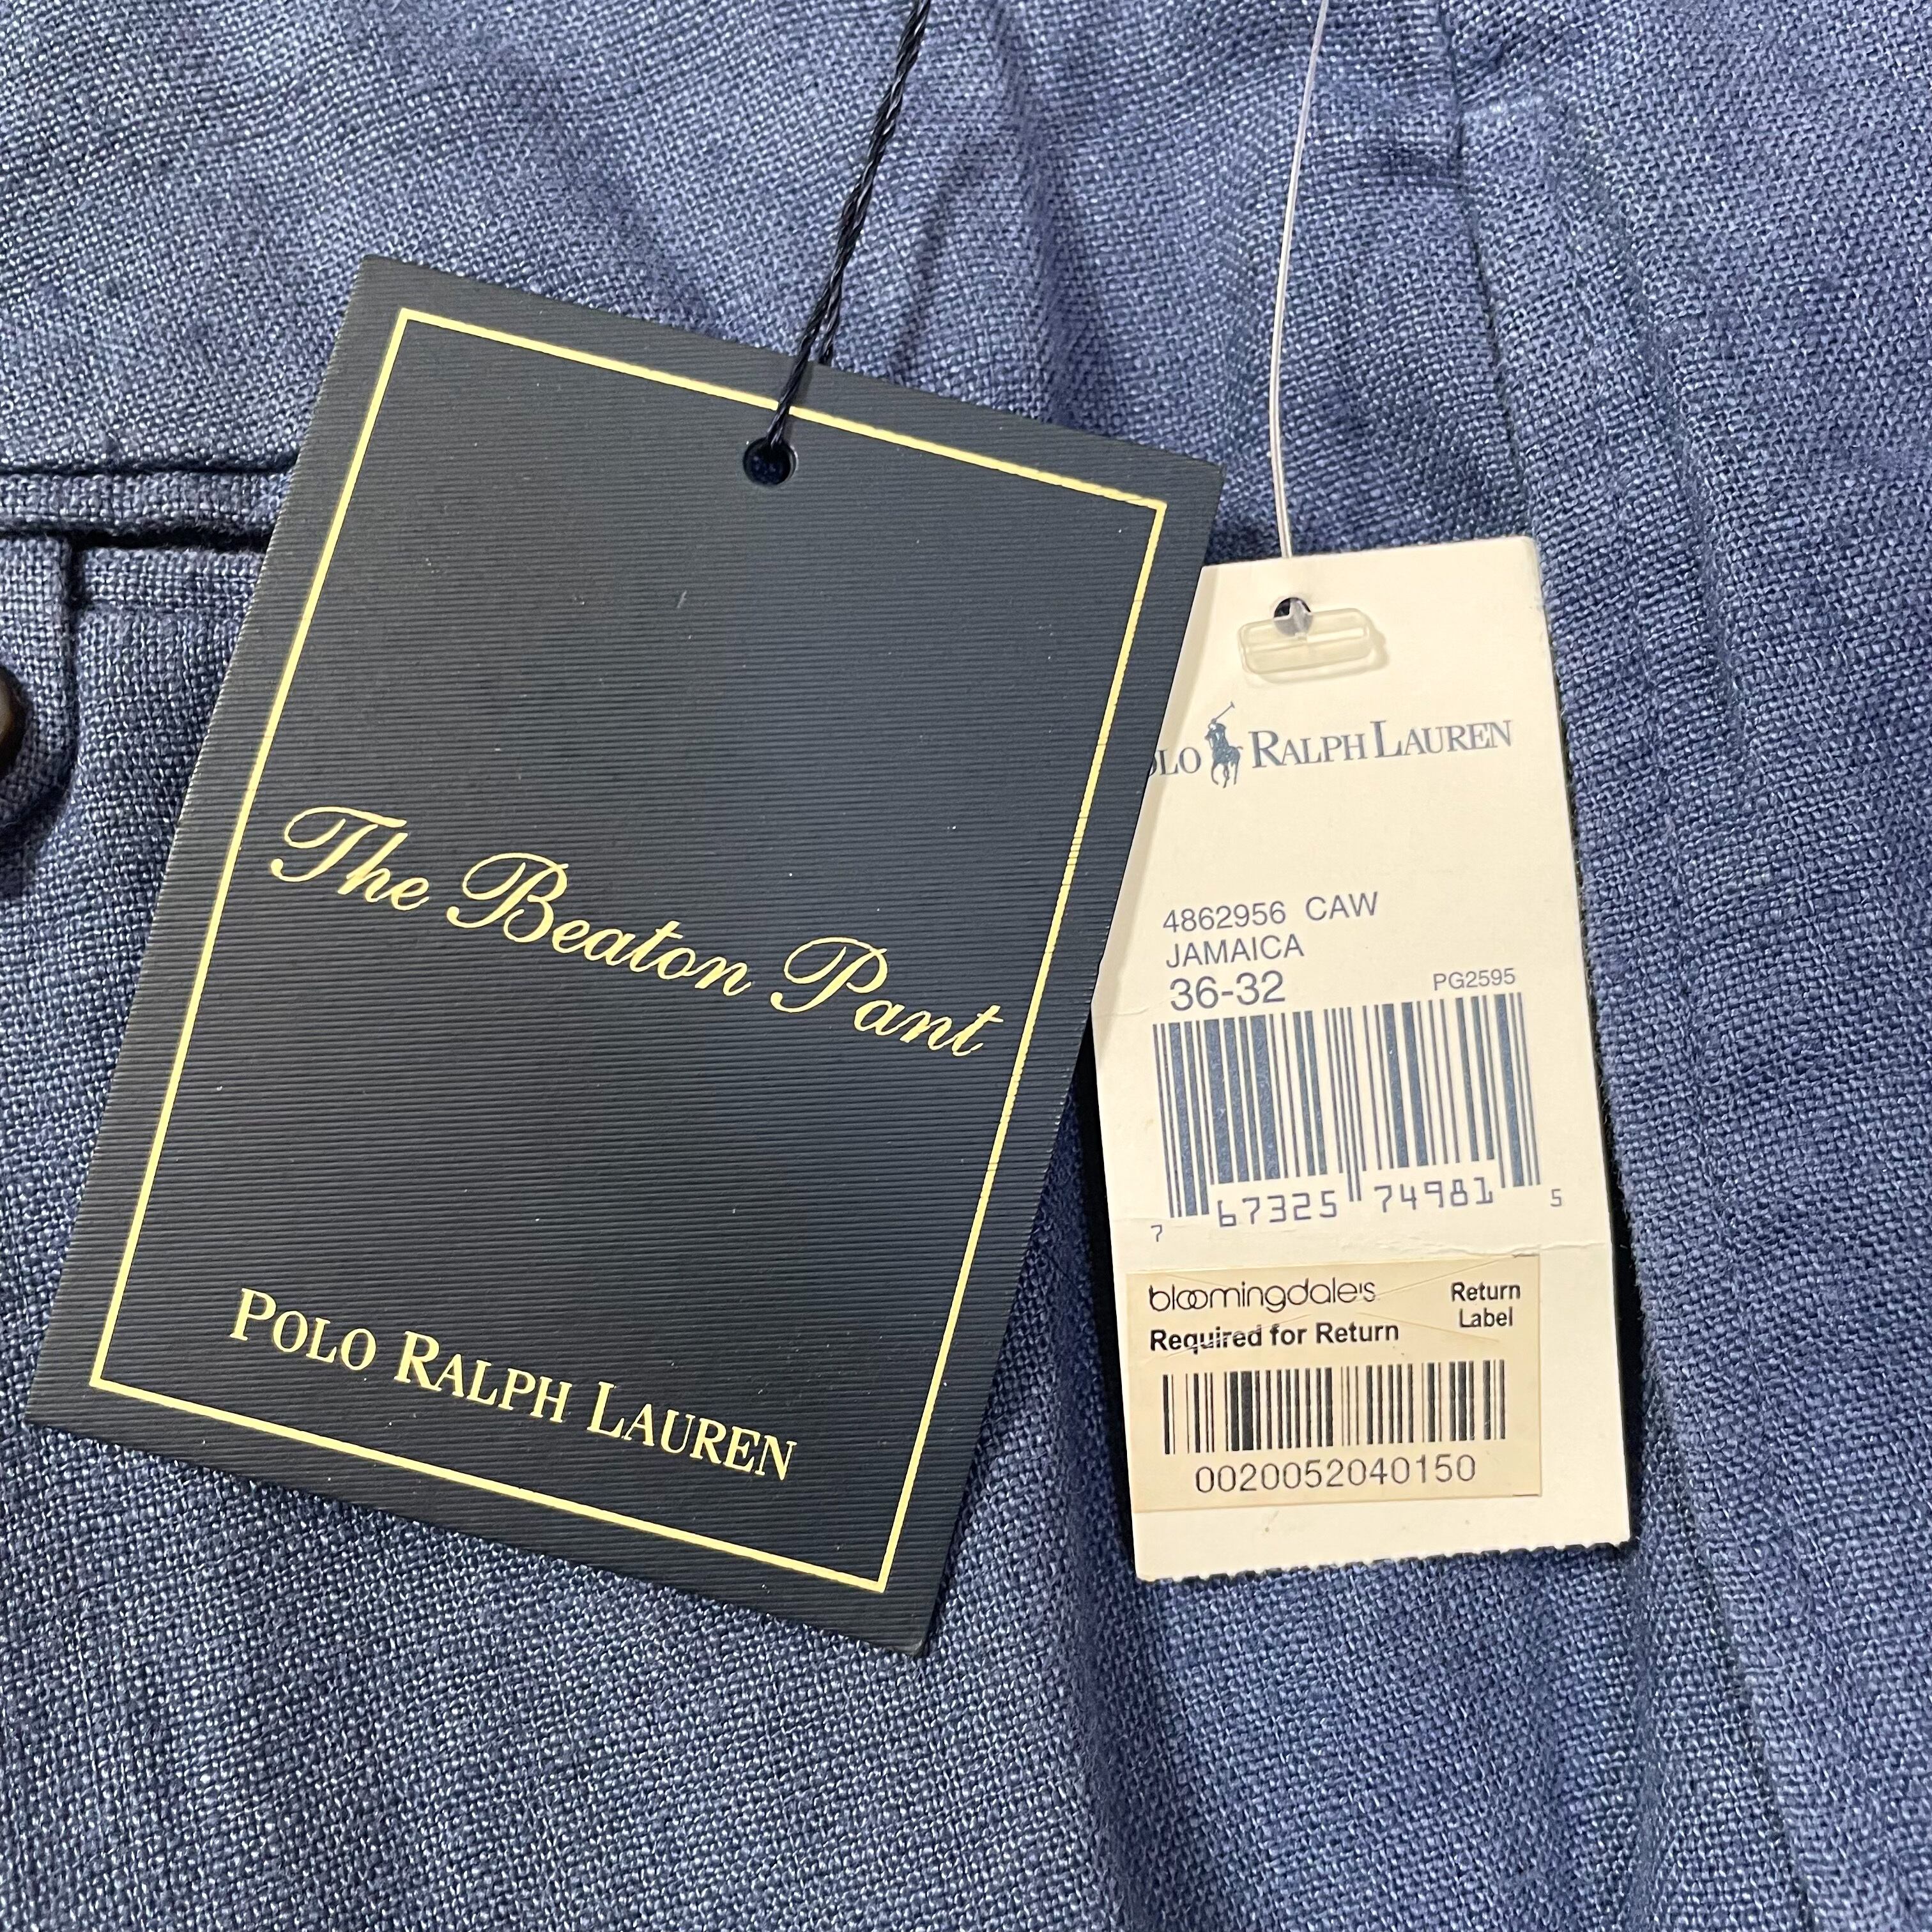 The Beaton Pant
POLO RALPH LAUREN
LO RALPH LAUREN
4862956 CAW
JAMAICA
36-32
PG2595
7 67325 74981 5
bloomingdale's
Return
Label
Required for Return
0020052040150